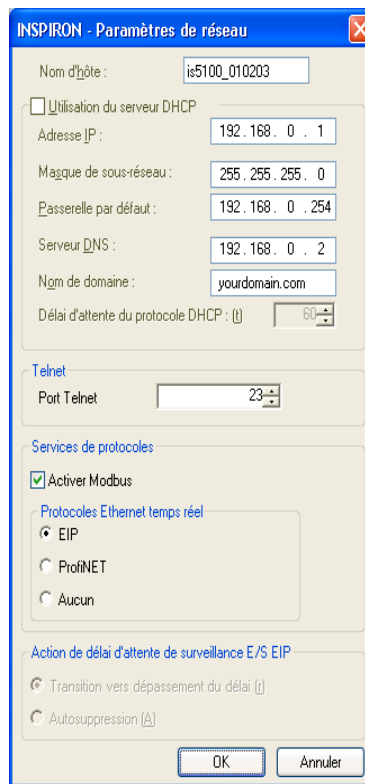 INSPIRON - Paramètres de réseau
Nom d'hôte : is5100_010203
Utilisation du serveur DHCP
Adresse IP : 192 . 168 . 0 . 1
Masque de sous-réseau : 255 . 255 . 255 . 0
Passerelle par défaut : 192 . 168 . 0 . 254
Serveur DNS : 192 . 168 . 0 . 2
Nom de domaine : yourdomain.com
Délai d'attente du protocole DHCP : (t) 60
Telnet
Port Telnet 23
Services de protocoles
Activer Modbus
Protocoles Ethernet temps réel
EIP
ProfiNET
Aucun
Action de délai d'attente de surveillance E/S EIP
Transition vers dépassement du délai (r)
Autosuppression (A)
OK Annuler